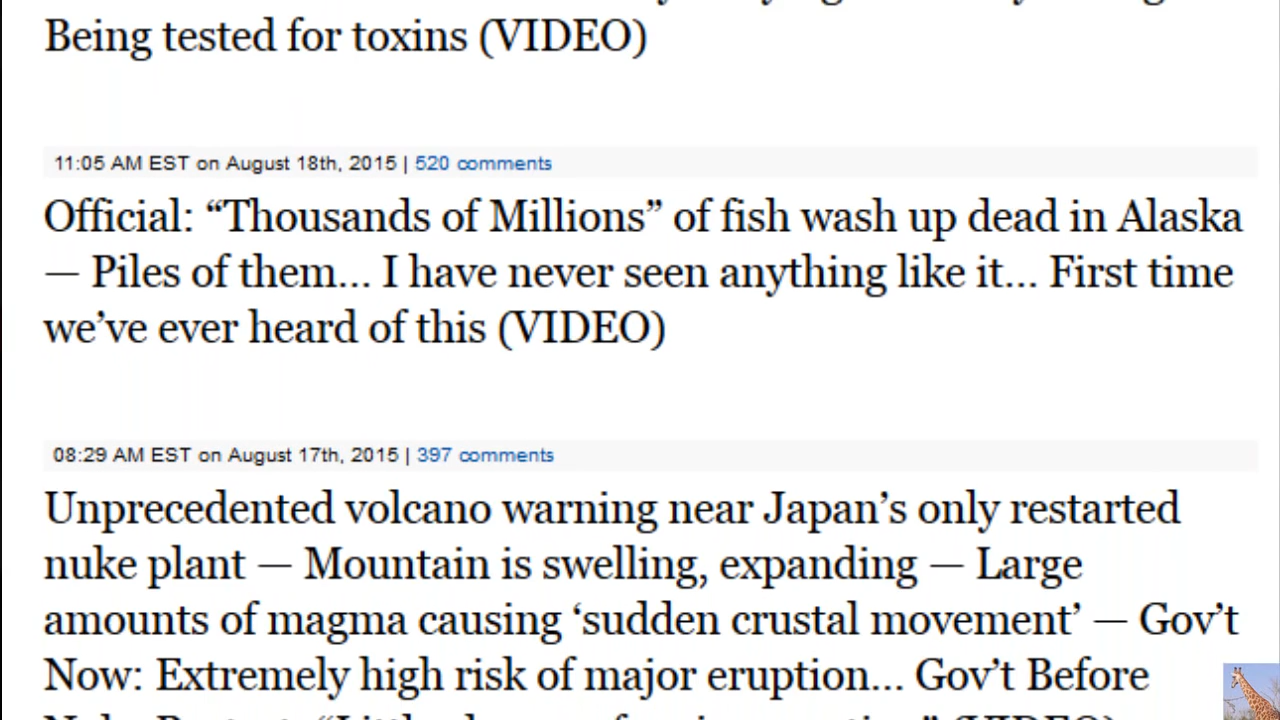 Being tested for toxins (VIDEO)
11:05 AM EST on August 18th, 2015 | 520 comments
Official: “Thousands of Millions” of fish wash up dead in Alaska
— Piles of them... I have never seen anything like it... First time
we’ve ever heard of this (VIDEO)
08:29 AM EST on August 17th, 2015 | 397 comments
Unprecedented volcano warning near Japan’s only restarted
nuke plant — Mountain is swelling, expanding — Large
amounts of magma causing ‘sudden crustal movement’ — Gov’t
Now: Extremely high risk of major eruption... Gov’t Before